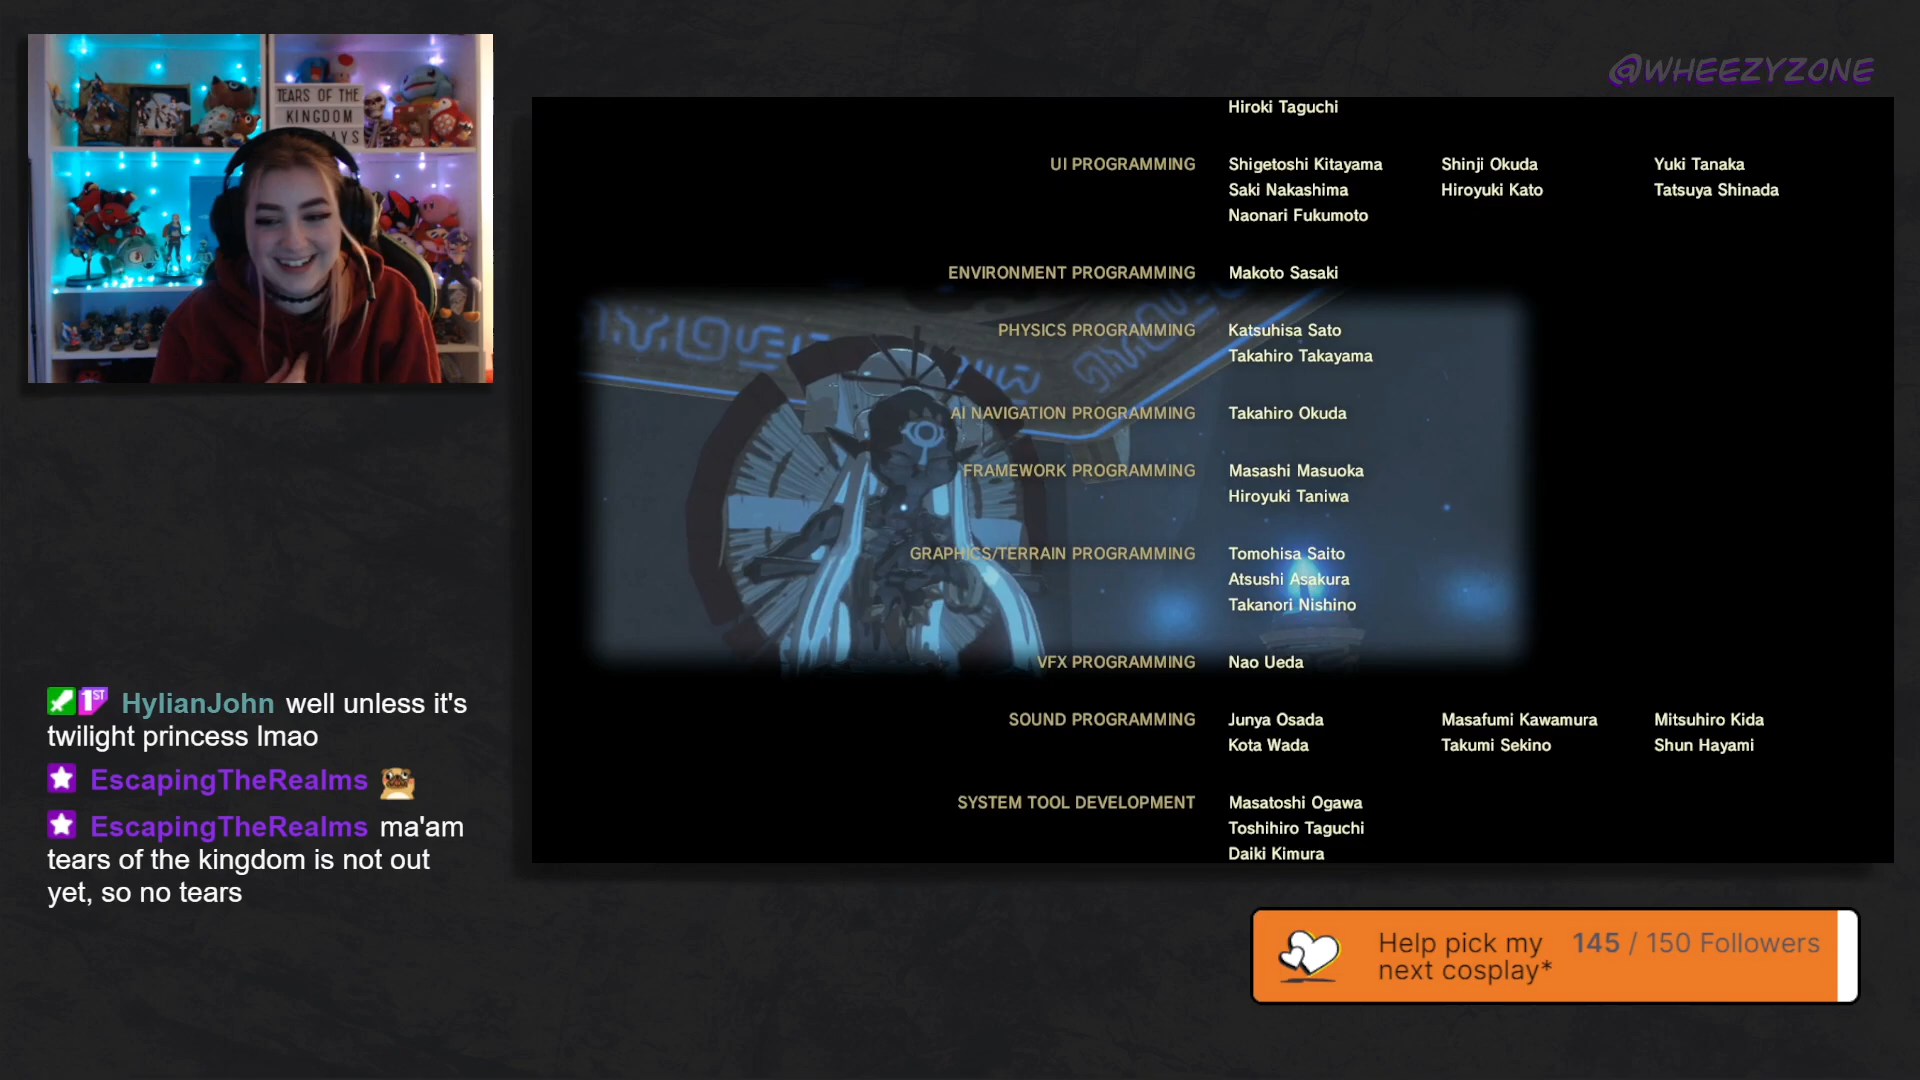 @WHEEZYZONE
TEARS OF THE
KINGDOM
AYS
Hiroki Taguchi
UI PROGRAMMING Shigetoshi Kitayama Shinji Okuda Yuki Tanaka
Saki Nakashima Hiroyuki Kato Tatsuya Shinada
Naonari Fukumoto
ENVIRONMENT PROGRAMMING Makoto Sasaki
PHYSICS PROGRAMMING Katsuhisa Sato
Takahiro Takayama
AI NAVIGATION PROGRAMMING Takahiro Okuda
FRAMEWORK PROGRAMMING Masashi Masuoka
Hiroyuki Taniwa
GRAPHICS/TERRAIN PROGRAMMING Tomohisa Saito
Atsushi Asakura
Takanori Nishino
VFX PROGRAMMING Nao Ueda
SOUND PROGRAMMING Junya Osada Masafumi Kawamura Mitsuhiro Kida
Kota Wada Takumi Sekino Shun Hayami
SYSTEM TOOL DEVELOPMENT Masatoshi Ogawa
Toshihiro Taguchi
Daiki Kimura
1ST HylianJohn well unless it's
twilight princess lmao
EscapingTheRealms
EscapingTheRealms ma'am
tears of the kingdom is not out
yet, so no tears
Help pick my 145 / 150 Followers
next cosplay*